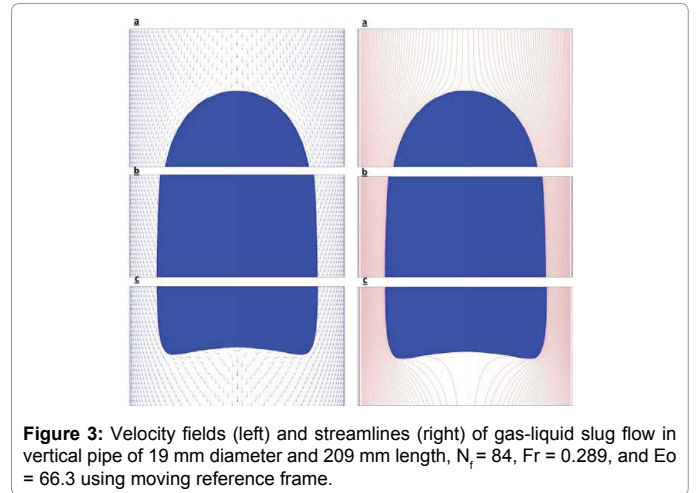 a
a
b
b
c
c
Figure 3: Velocity fields (left) and streamlines (right) of gas-liquid slug flow in
vertical pipe of 19 mm diameter and 209 mm length, Nf = 84, Fr = 0.289, and Eo
= 66.3 using moving reference frame.